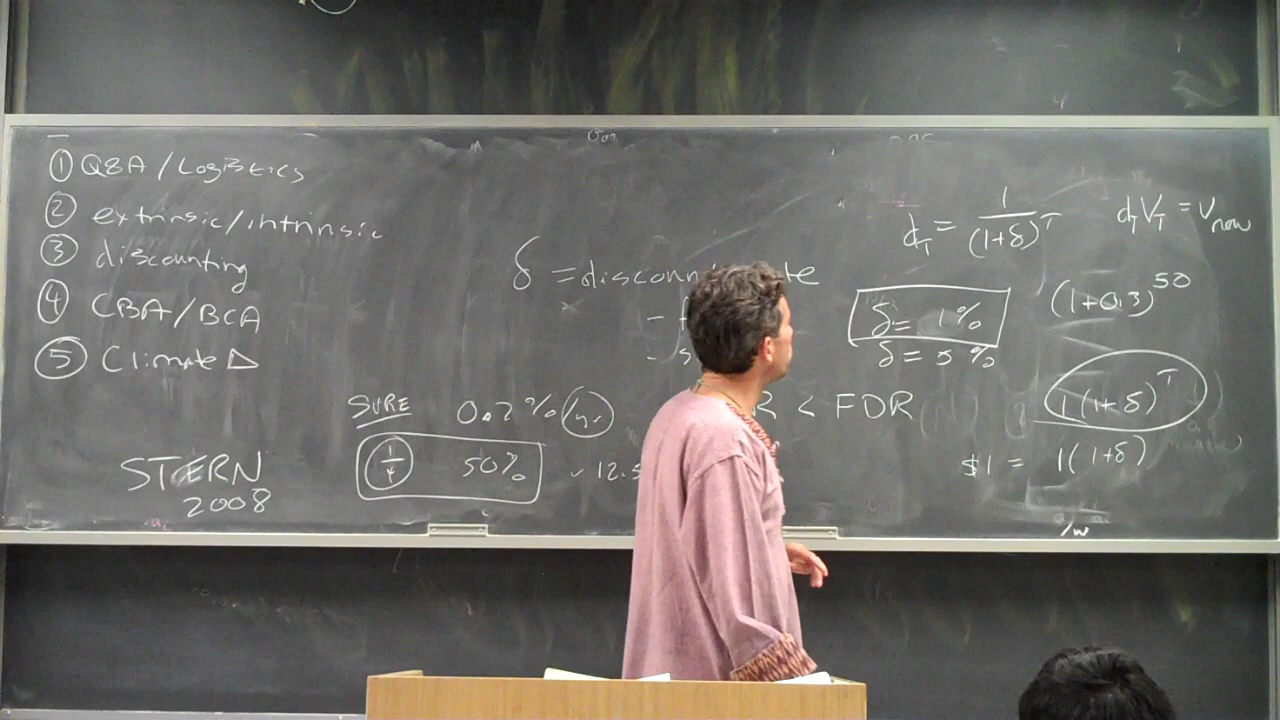 ① Q&A / Logistics
② extrinsic/intrinsic
③ discounting
④ CBA/BCA
⑤ Climate Δ
STERN
2008
SURE 0.2%/yr.
1/4 50% ~12.5
δ = discount rate
-
- s
R < FDR
d_T = 1/(1+δ)^T
d_T V_T = V_now
δ = 1%
δ = 5%
(1+0.3)^50
1(1+δ)^T
$1 = 1(1+δ)